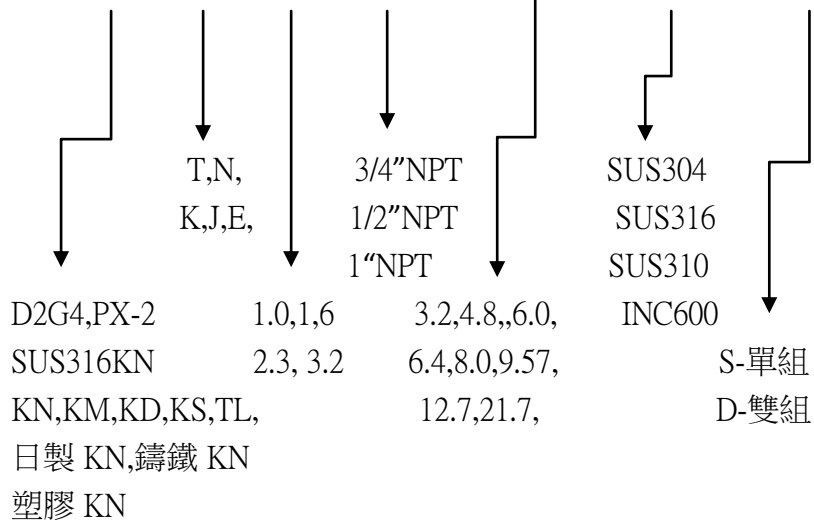 T,N, 3/4”NPT SUS304
K,J,E, 1/2”NPT SUS316
1“NPT SUS310
D2G4,PX-2 1.0,1,6 3.2,4.8,,6.0, INC600
SUS316KN 2.3, 3.2 6.4,8.0,9.57, S-單組
KN,KM,KD,KS,TL, 12.7,21.7, D-雙組
日製 KN,鑄鐵 KN
塑膠 KN